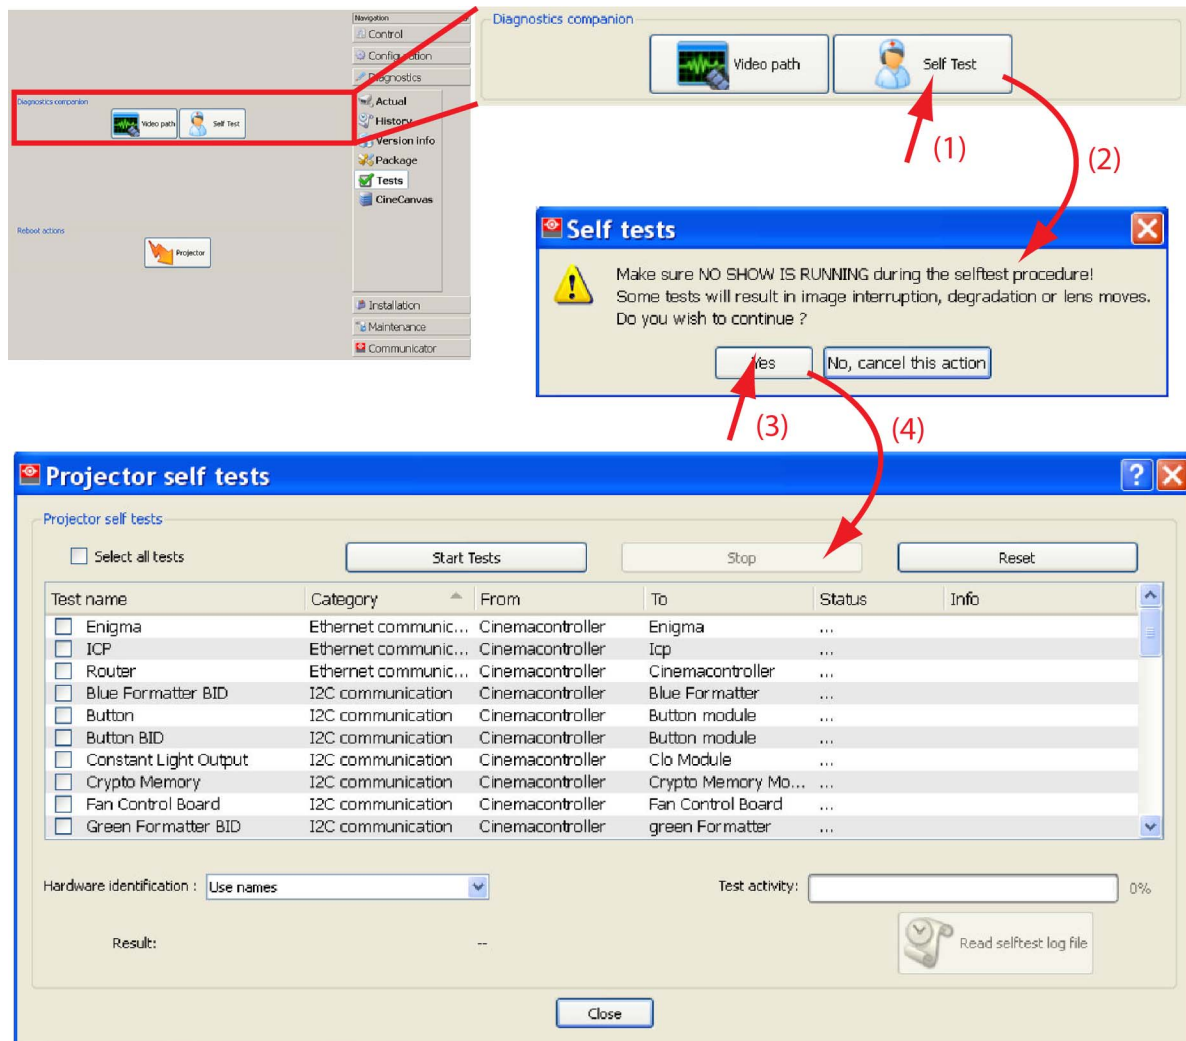 Navigation
Control
Configuration
Diagnostics
Actual
History
Version info
Package
Tests
CineCanvas
Installation
Maintenance
Communicator
Diagnostics companion
Video path
Self Test
Reboot actions
Projector
Diagnostics companion
Video path
Self Test
(1)
(2)
Self tests
Make sure NO SHOW IS RUNNING during the selftest procedure!
Some tests will result in image interruption, degradation or lens moves.
Do you wish to continue ?
Yes
No, cancel this action
(3)
(4)
Projector self tests
Projector self tests
Select all tests
Start Tests
Stop
Reset
Test name Category From To Status Info
Enigma Ethernet communic... Cinemacontroller Enigma ...
ICP Ethernet communic... Cinemacontroller Icp ...
Router Ethernet communic... Cinemacontroller Cinemacontroller ...
Blue Formatter BID I2C communication Cinemacontroller Blue Formatter ...
Button I2C communication Cinemacontroller Button module ...
Button BID I2C communication Cinemacontroller Button module ...
Constant Light Output I2C communication Cinemacontroller Clo Module ...
Crypto Memory I2C communication Cinemacontroller Crypto Memory Mo... ...
Fan Control Board I2C communication Cinemacontroller Fan Control Board ...
Green Formatter BID I2C communication Cinemacontroller green Formatter ...
Hardware identification : Use names
Test activity: 0%
Result: --
Read selftest log file
Close